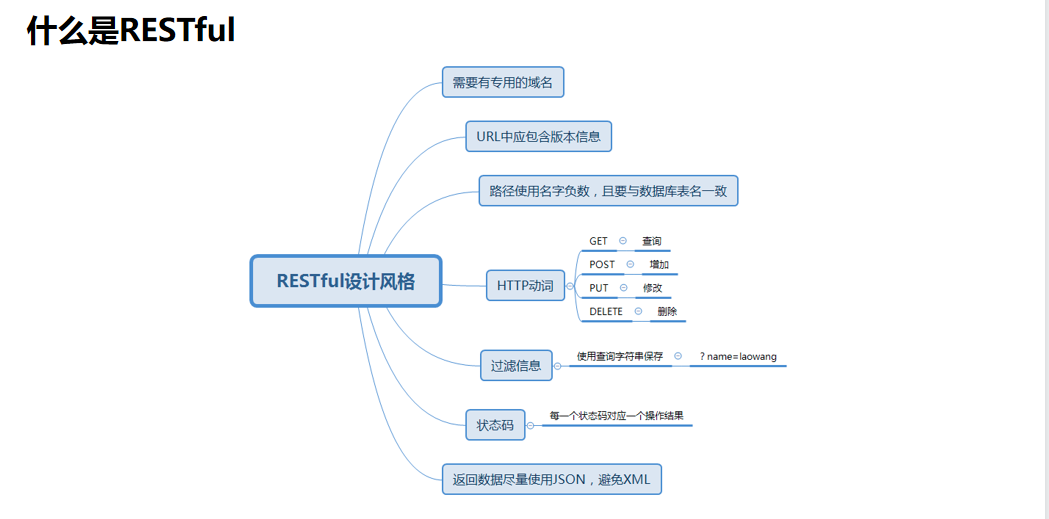 什么是RESTful
需要有专用的域名
URL中应包含版本信息
路径使用名字负数，且要与数据库表名一致
RESTful设计风格
HTTP动词
GET 查询
POST 增加
PUT 修改
DELETE 删除
过滤信息
使用查询字符串保存
？name=laowang
状态码
每一个状态码对应一个操作结果
返回数据尽量使用JSON，避免XML